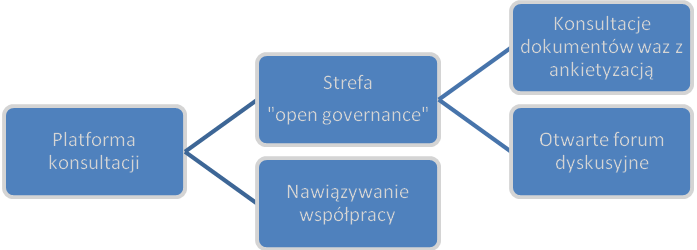 Platforma
konsultacji
Strefa
"open governance"
Nawiązywanie
współpracy
Konsultacje
dokumentów waz z
ankietyzacją
Otwarte forum
dyskusyjne